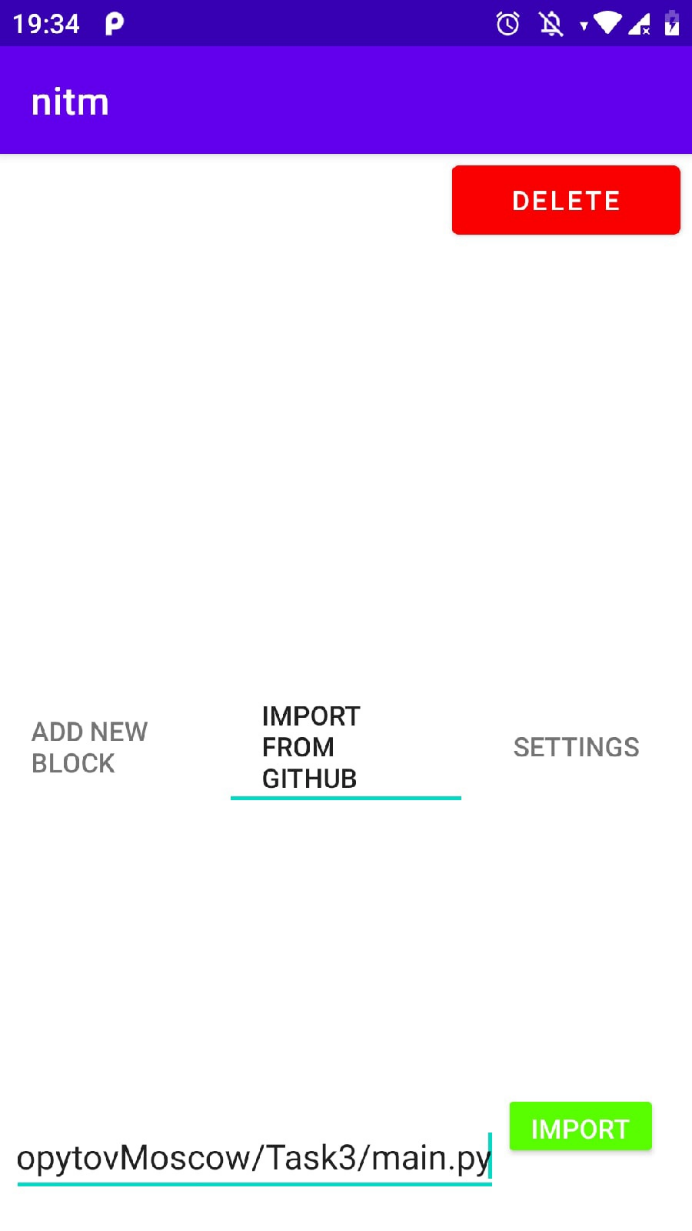 19:34
nitm
DELETE
ADD NEW
BLOCK
IMPORT
FROM
GITHUB
SETTINGS
opytovMoscow/Task3/main.py
IMPORT